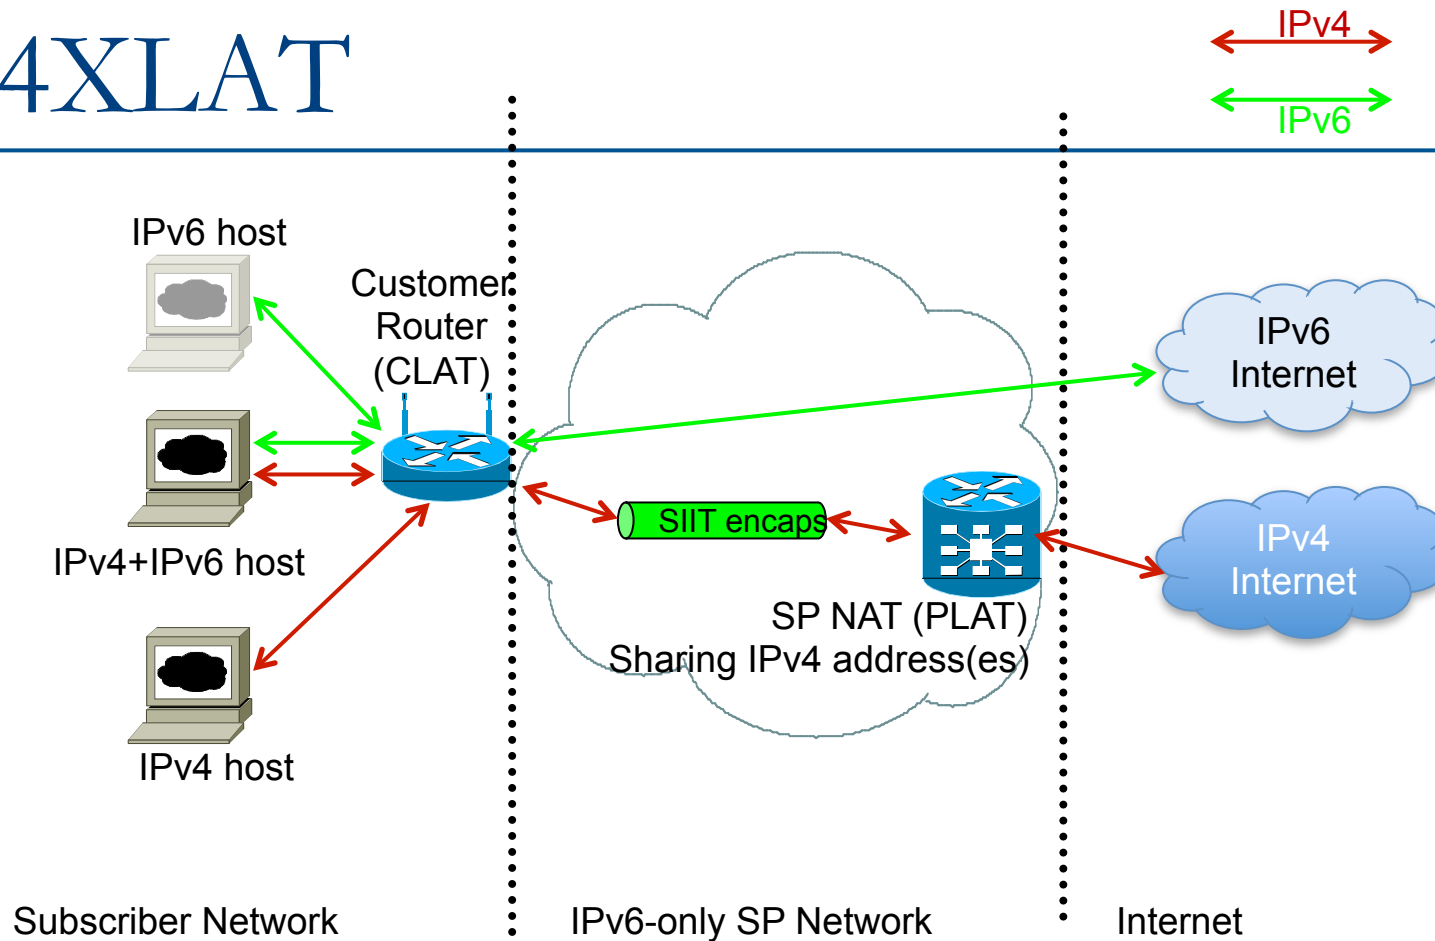 4XLAT
IPv4
IPv6
IPv6 host
Customer
Router
(CLAT)
IPv6
Internet
SIIT encaps
IPv4+IPv6 host
IPv4
Internet
SP NAT (PLAT)
Sharing IPv4 address(es)
IPv4 host
Subscriber Network
IPv6-only SP Network
Internet